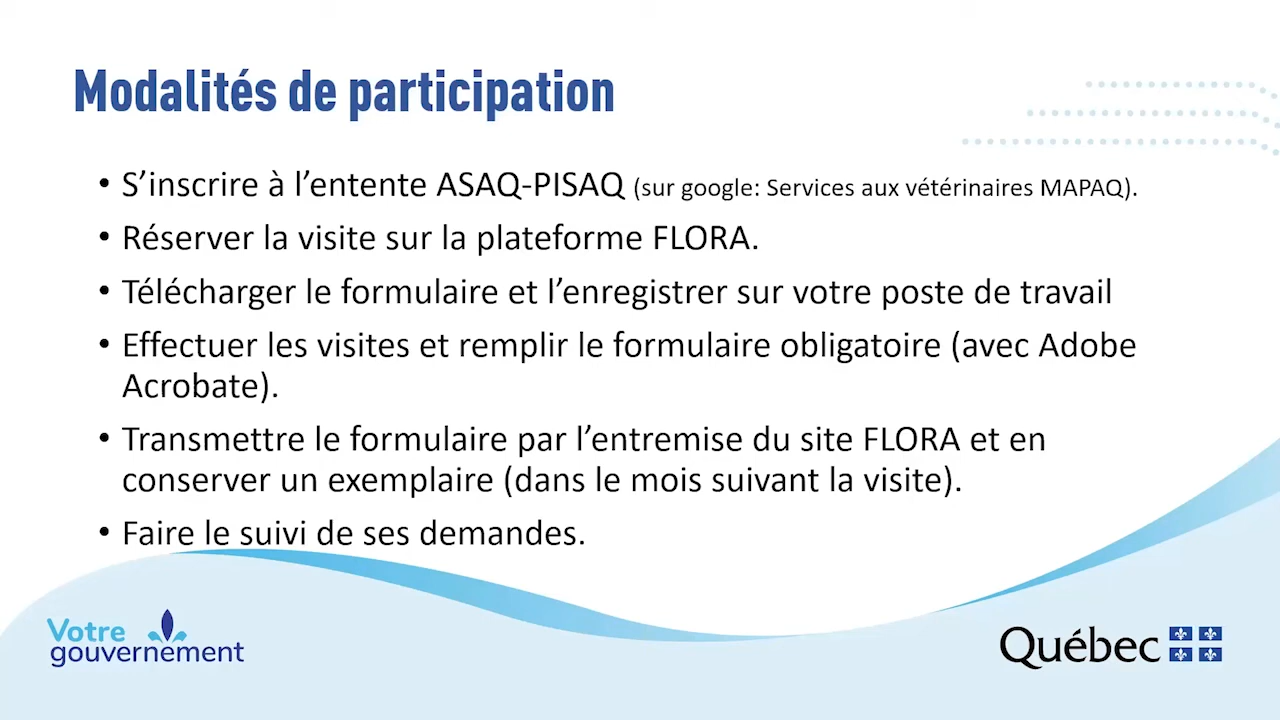 Modalités de participation
• S’inscrire à l’entente ASAQ-PISAQ (sur google: Services aux vétérinaires MAPAQ).
• Réserver la visite sur la plateforme FLORA.
• Télécharger le formulaire et l’enregistrer sur votre poste de travail
• Effectuer les visites et remplir le formulaire obligatoire (avec Adobe
Acrobate).
• Transmettre le formulaire par l’entremise du site FLORA et en
conserver un exemplaire (dans le mois suivant la visite).
• Faire le suivi de ses demandes.
Votre
gouvernement
Québec